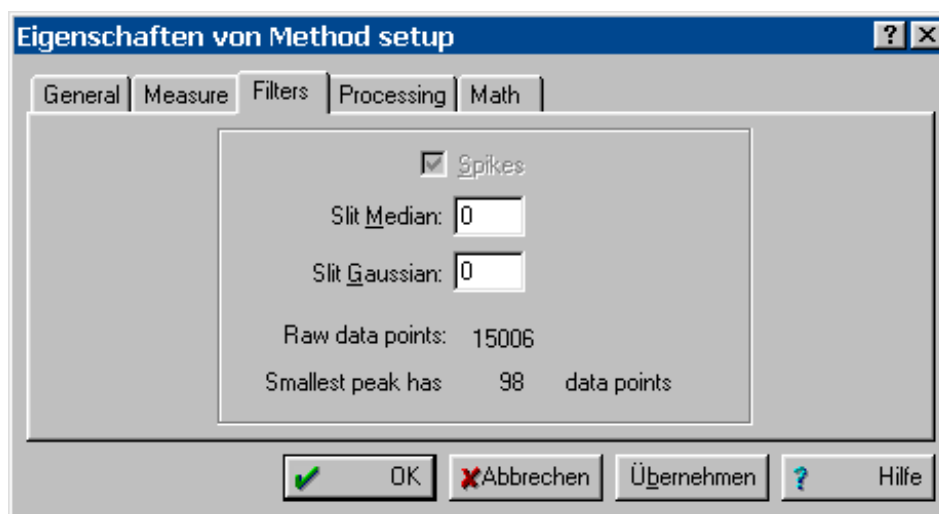 Eigenschaften von Method setup
General Measure Filters Processing Math
Spikes
Slit Median: 0
Slit Gaussian: 0
Raw data points: 15006
Smallest peak has 98 data points
OK Abbrechen Übernehmen ? Hilfe